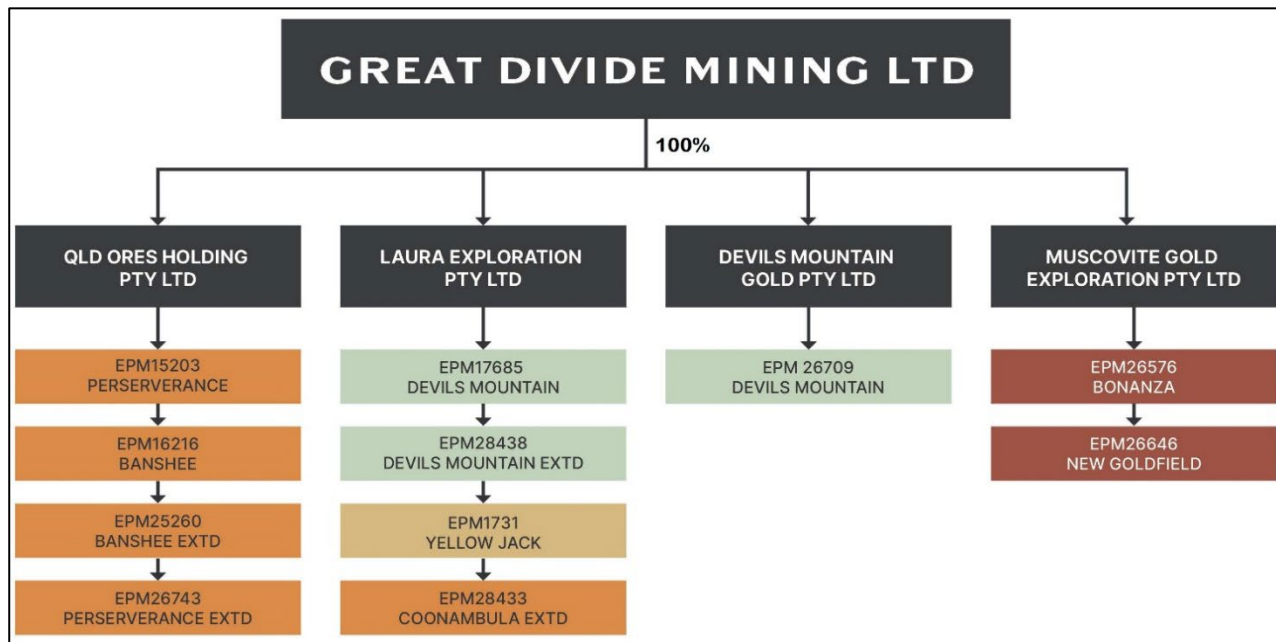 GREAT DIVIDE MINING LTD
100%
QLD ORES HOLDING
PTY LTD
EPM15203
PERSERVERANCE
EPM16216
BANSHEE
EPM25260
BANSHEE EXTD
EPM26743
PERSERVERANCE EXTD
LAURA EXPLORATION
PTY LTD
EPM17685
DEVILS MOUNTAIN
EPM28438
DEVILS MOUNTAIN EXTD
EPM1731
YELLOW JACK
EPM28433
COONAMBULA EXTD
DEVILS MOUNTAIN
GOLD PTY LTD
EPM 26709
DEVILS MOUNTAIN
MUSCOVITE GOLD
EXPLORATION PTY LTD
EPM26576
BONANZA
EPM26646
NEW GOLDFIELD